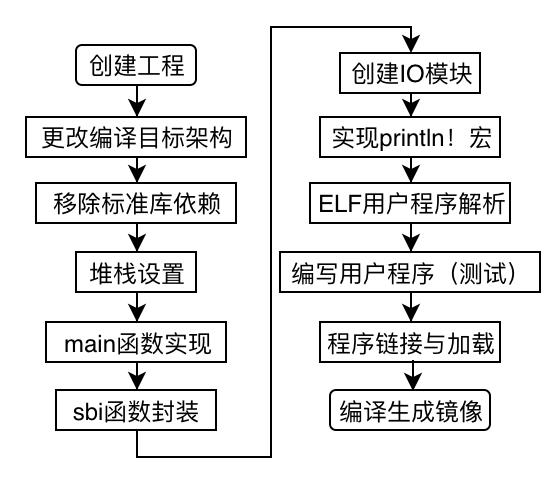 创建工程
更改编译目标架构
移除标准库依赖
堆栈设置
main函数实现
sbi函数封装
创建IO模块
实现println！宏
ELF用户程序解析
编写用户程序（测试）
程序链接与加载
编译生成镜像